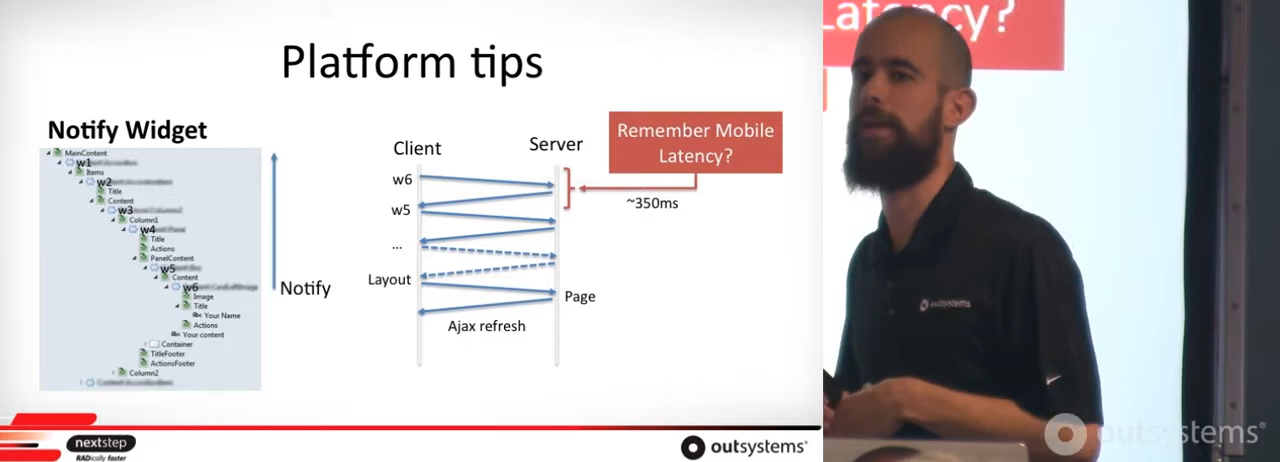 Platform tips
Notify Widget
MainContent
w1
Items
w2
Title
Content
w3
Column1
w4
Title
Actions
PanelContent
w5
Content
w6
Image
Title
Your Name
Actions
Your content
Container
TitleFooter
ActionsFooter
Column2
Notify
Client
Server
w6
w5
...
Layout
Page
Ajax refresh
Remember Mobile
Latency?
~350ms
nextstep
RADically faster
outsystems®
Latency?
outsystems
outsystems®